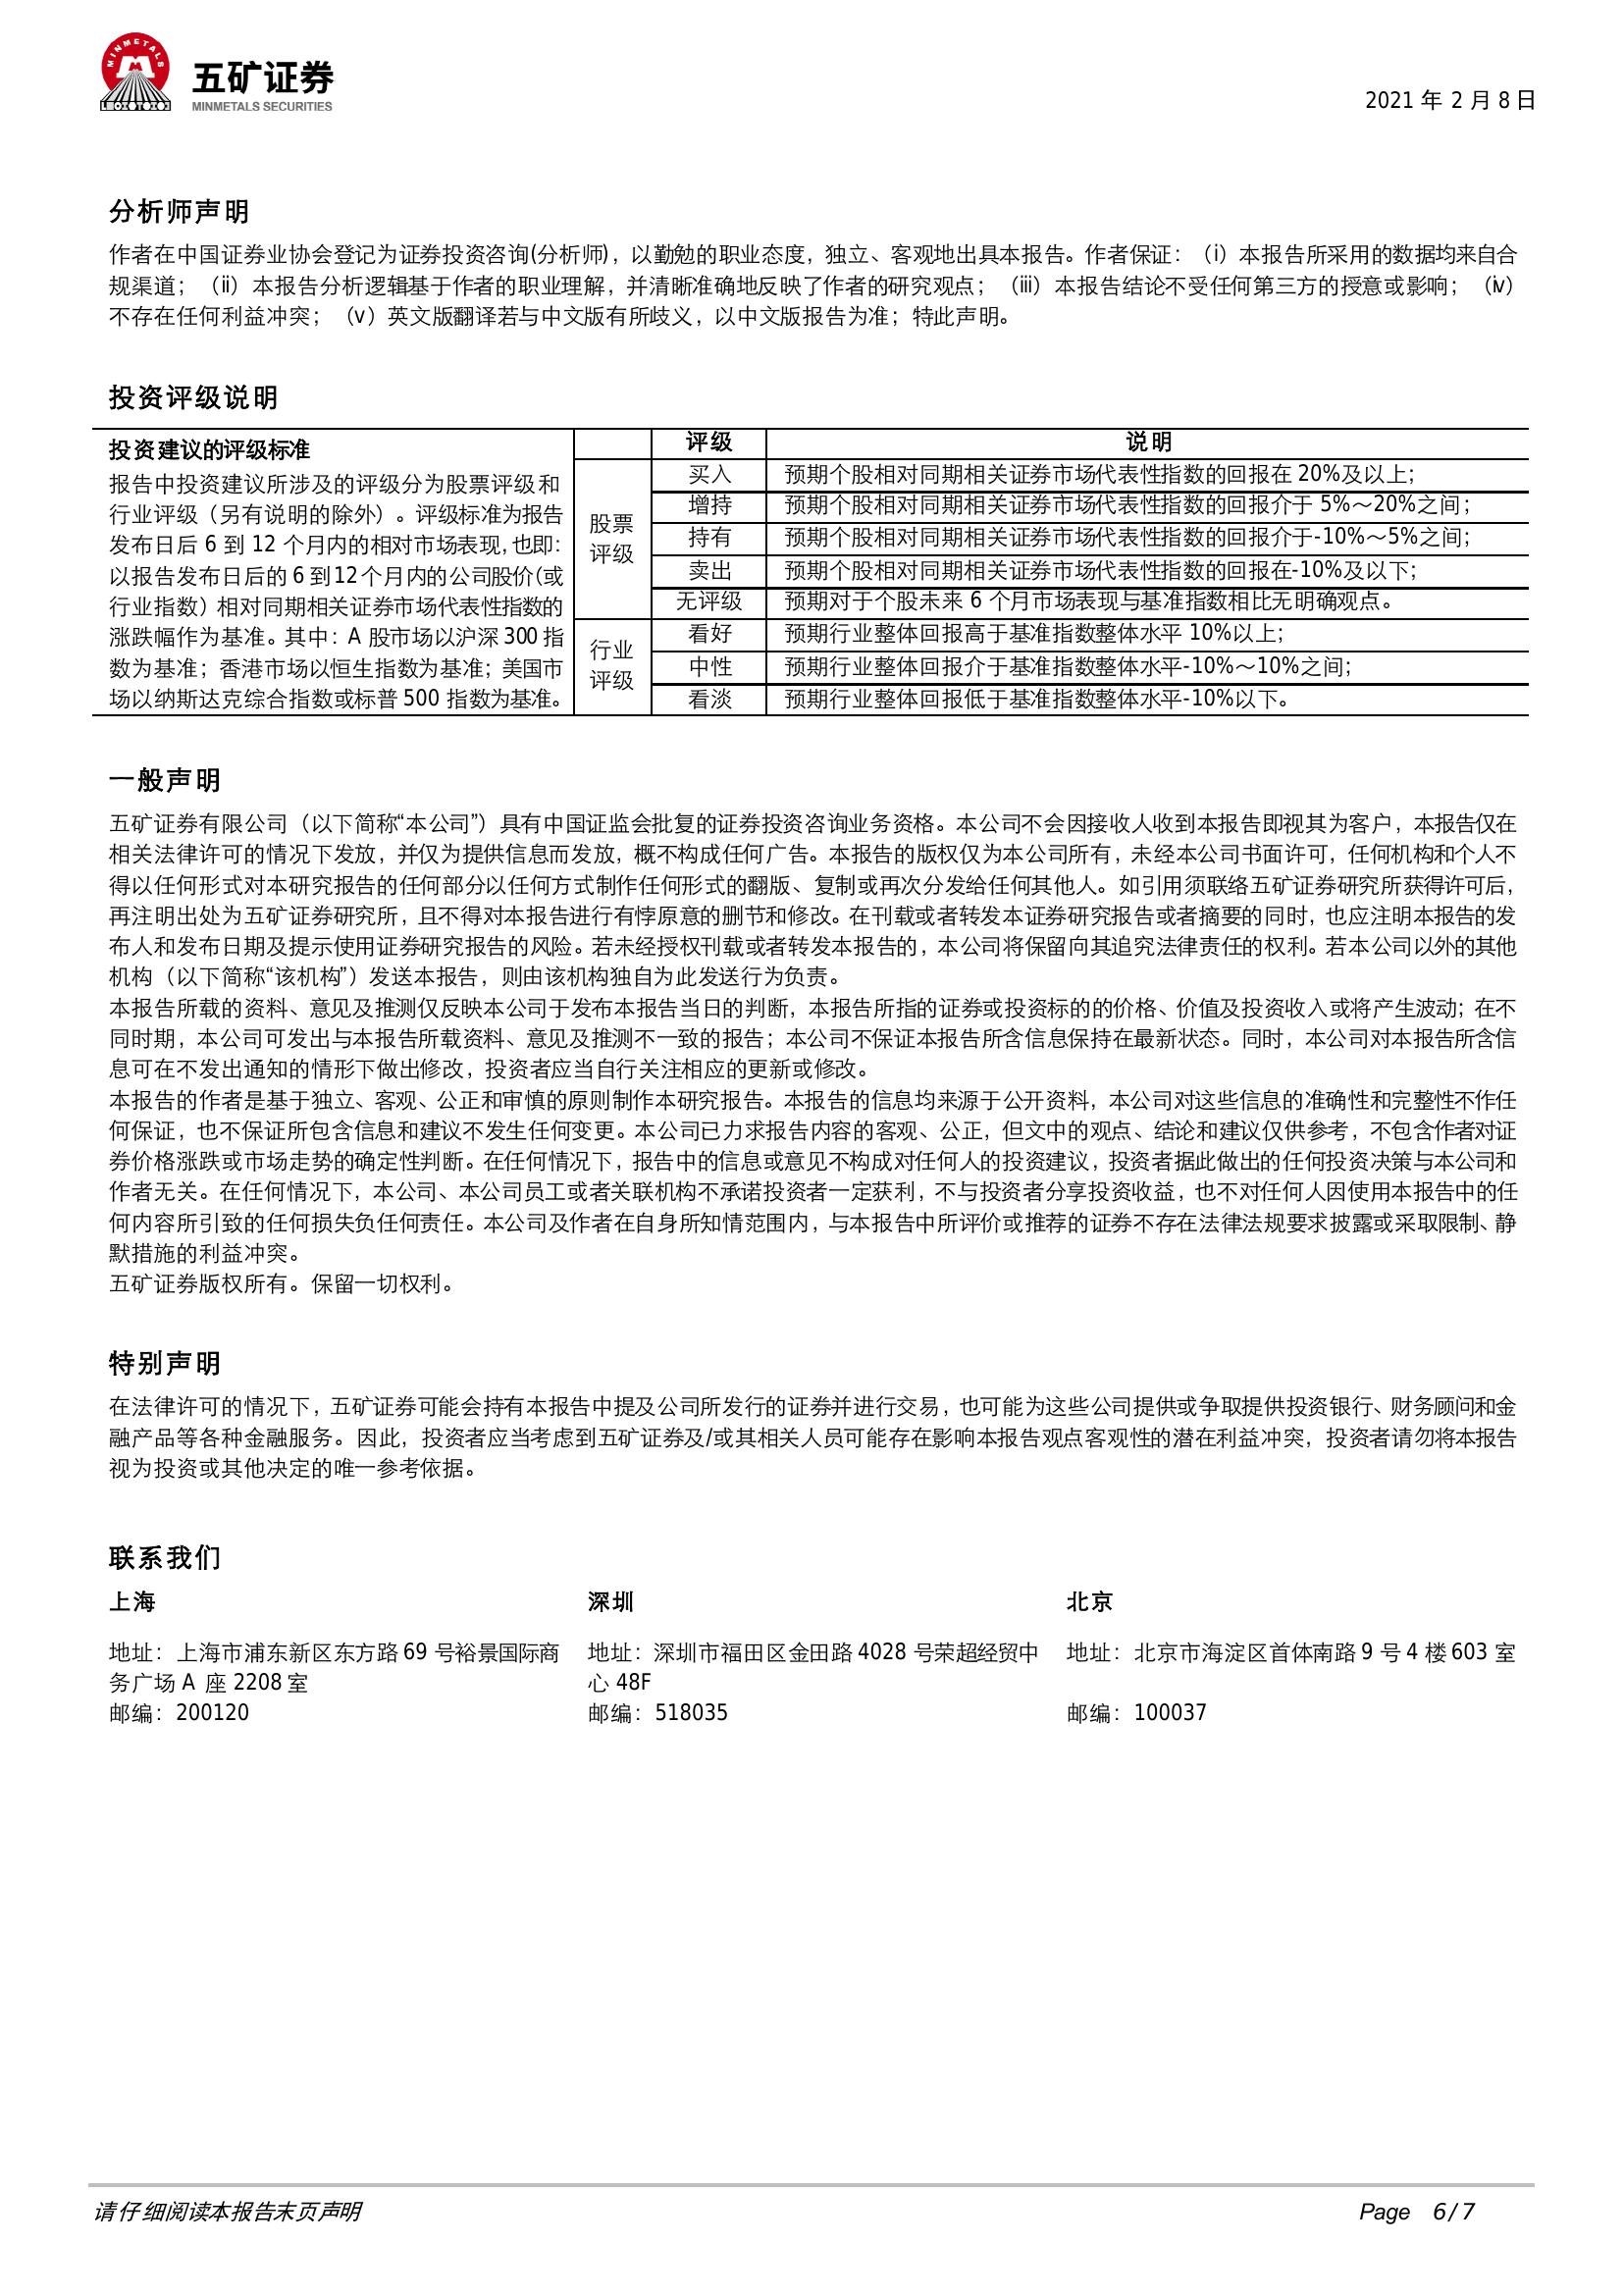 MINMETALS
五矿证券
MINMETALS SECURITIES
2021 年 2 月 8 日
分析师声明
作者在中国证券业协会登记为证券投资咨询(分析师)，以勤勉的职业态度，独立、客观地出具本报告。作者保证：（i）本报告所采用的数据均来自合
规渠道；（ii）本报告分析逻辑基于作者的职业理解，并清晰准确地反映了作者的研究观点；（iii）本报告结论不受任何第三方的授意或影响；（iv）
不存在任何利益冲突；（v）英文版翻译若与中文版有所歧义，以中文版报告为准；特此声明。
投资评级说明
投资建议的评级标准
报告中投资建议所涉及的评级分为股票评级和
行业评级（另有说明的除外）。评级标准为报告
发布日后 6 到 12 个月内的相对市场表现，也即：
以报告发布日后的 6 到 12 个月内的公司股价（或
行业指数）相对同期相关证券市场代表性指数的
涨跌幅作为基准。其中：A 股市场以沪深 300 指
数为基准；香港市场以恒生指数为基准；美国市
场以纳斯达克综合指数或标普 500 指数为基准。
评级 说明
股票
评级
买入 预期个股相对同期相关证券市场代表性指数的回报在 20%及以上；
增持 预期个股相对同期相关证券市场代表性指数的回报介于 5%～20%之间；
持有 预期个股相对同期相关证券市场代表性指数的回报介于-10%～5%之间；
卖出 预期个股相对同期相关证券市场代表性指数的回报在-10%及以下；
无评级 预期对于个股未来 6 个月市场表现与基准指数相比无明确观点。
行业
评级
看好 预期行业整体回报高于基准指数整体水平 10%以上；
中性 预期行业整体回报介于基准指数整体水平-10%～10%之间；
看淡 预期行业整体回报低于基准指数整体水平-10%以下。
一般声明
五矿证券有限公司（以下简称“本公司”）具有中国证监会批复的证券投资咨询业务资格。本公司不会因接收人收到本报告即视其为客户，本报告仅在
相关法律许可的情况下发放，并仅为提供信息而发放，概不构成任何广告。本报告的版权仅为本公司所有，未经本公司书面许可，任何机构和个人不
得以任何形式对本研究报告的任何部分以任何方式制作任何形式的翻版、复制或再次分发给任何其他人。如引用须联络五矿证券研究所获得许可后，
再注明出处为五矿证券研究所，且不得对本报告进行有悖原意的删节和修改。在刊载或者转发本证券研究报告或者摘要的同时，也应注明本报告的发
布人和发布日期及提示使用证券研究报告的风险。若未经授权刊载或者转发本报告的，本公司将保留向其追究法律责任的权利。若本公司以外的其他
机构（以下简称“该机构”）发送本报告，则由该机构独自为此发送行为负责。
本报告所载的资料、意见及推测仅反映本公司于发布本报告当日的判断，本报告所指的证券或投资标的的价格、价值及投资收入或将产生波动；在不
同时期，本公司可发出与本报告所载资料、意见及推测不一致的报告；本公司不保证本报告所含信息保持在最新状态。同时，本公司对本报告所含信
息可在不发出通知的情形下做出修改，投资者应当自行关注相应的更新或修改。
本报告的作者是基于独立、客观、公正和审慎的原则制作本研究报告。本报告的信息均来源于公开资料，本公司对这些信息的准确性和完整性不作任
何保证，也不保证所包含信息和建议不发生任何变更。本公司已力求报告内容的客观、公正，但文中的观点、结论和建议仅供参考，不包含作者对证
券价格涨跌或市场走势的确定性判断。在任何情况下，报告中的信息或意见不构成对任何人的投资建议，投资者据此做出的任何投资决策与本公司和
作者无关。在任何情况下，本公司、本公司员工或者关联机构不承诺投资者一定获利，不与投资者分享投资收益，也不对任何人因使用本报告中的任
何内容所引致的任何损失负任何责任。本公司及作者在自身所知情范围内，与本报告中所评价或推荐的证券不存在法律法规要求披露或采取限制、静
默措施的利益冲突。
五矿证券版权所有。保留一切权利。
特别声明
在法律许可的情况下，五矿证券可能会持有本报告中提及公司所发行的证券并进行交易，也可能为这些公司提供或争取提供投资银行、财务顾问和金
融产品等各种金融服务。因此，投资者应当考虑到五矿证券及/或其相关人员可能存在影响本报告观点客观性的潜在利益冲突，投资者请勿将本报告
视为投资或其他决定的唯一参考依据。
联系我们
上海 深圳 北京
地址：上海市浦东新区东方路 69 号裕景国际商
务广场 A 座 2208 室
邮编：200120
地址：深圳市福田区金田路 4028 号荣超经贸中
心 48F
邮编：518035
地址：北京市海淀区首体南路 9 号 4 楼 603 室
邮编：100037
请仔细阅读本报告末页声明
Page 6 / 7